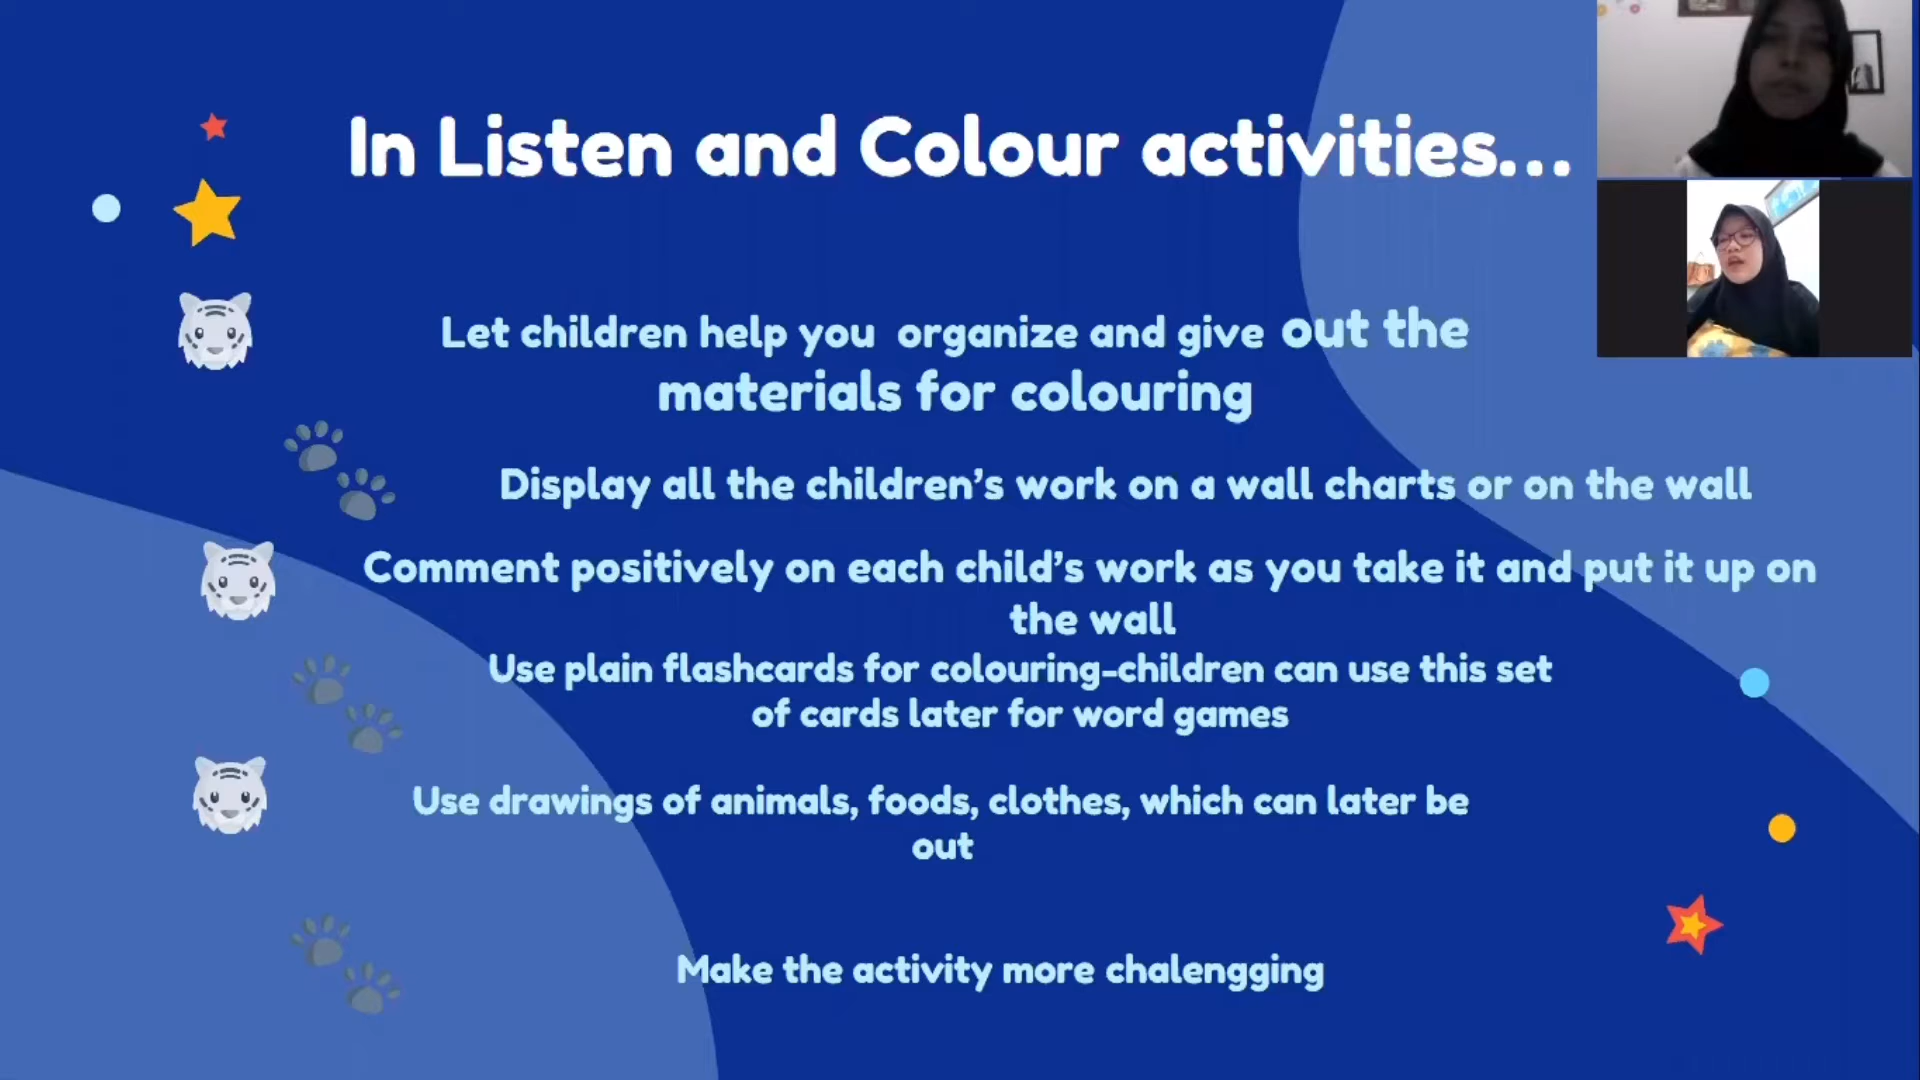 In Listen and Colour activities...
Let children help you organize and give out the
materials for colouring
Display all the children's work on a wall charts or on the wall
Comment positively on each child's work as you take it and put it up on
the wall
Use plain flashcards for colouring-children can use this set
of cards later for word games
Use drawings of animals, foods, clothes, which can later be
out
Make the activity more chalengging